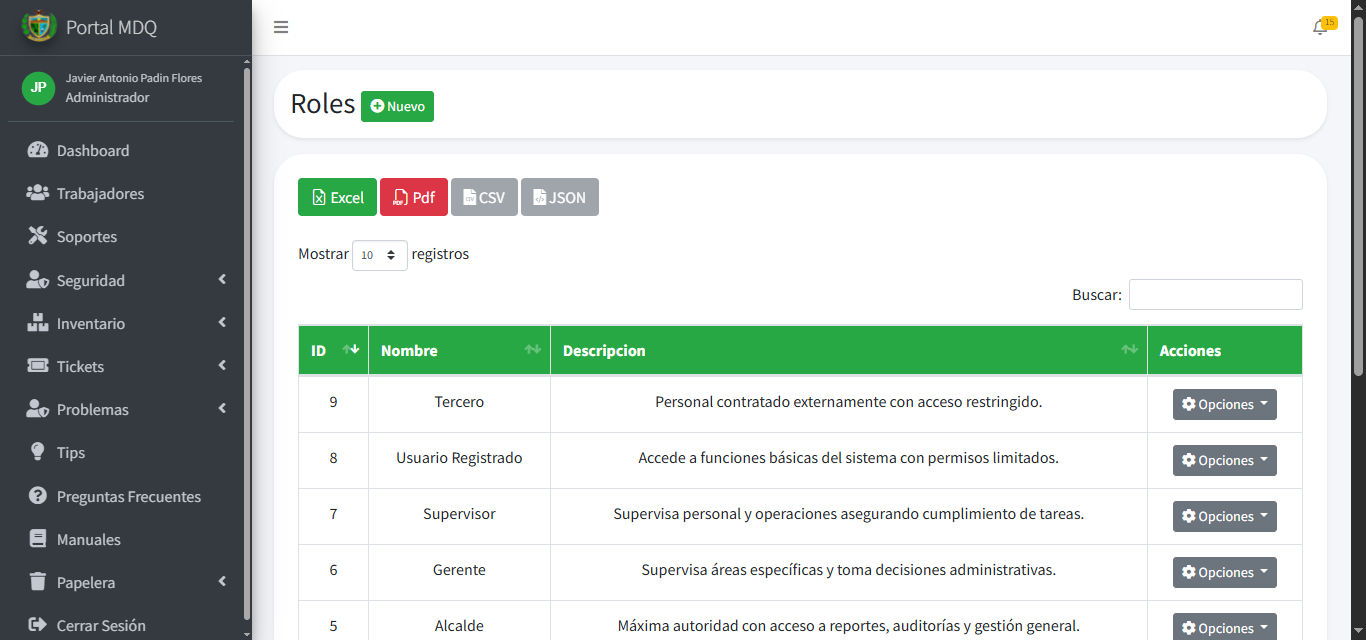 Portal MDQ
15
JP
Javier Antonio Padin Flores
Administrador
Dashboard
Trabajadores
Soportes
Seguridad
Inventario
Tickets
Problemas
Tips
Preguntas Frecuentes
Manuales
Papelera
Cerrar Sesión
Roles Nuevo
Excel Pdf CSV JSON
Mostrar 10 registros
Buscar:
ID Nombre Descripcion Acciones
9 Tercero Personal contratado externamente con acceso restringido. Opciones
8 Usuario Registrado Accede a funciones básicas del sistema con permisos limitados. Opciones
7 Supervisor Supervisa personal y operaciones asegurando cumplimiento de tareas. Opciones
6 Gerente Supervisa áreas específicas y toma decisiones administrativas. Opciones
5 Alcalde Máxima autoridad con acceso a reportes, auditorías y gestión general. Opciones